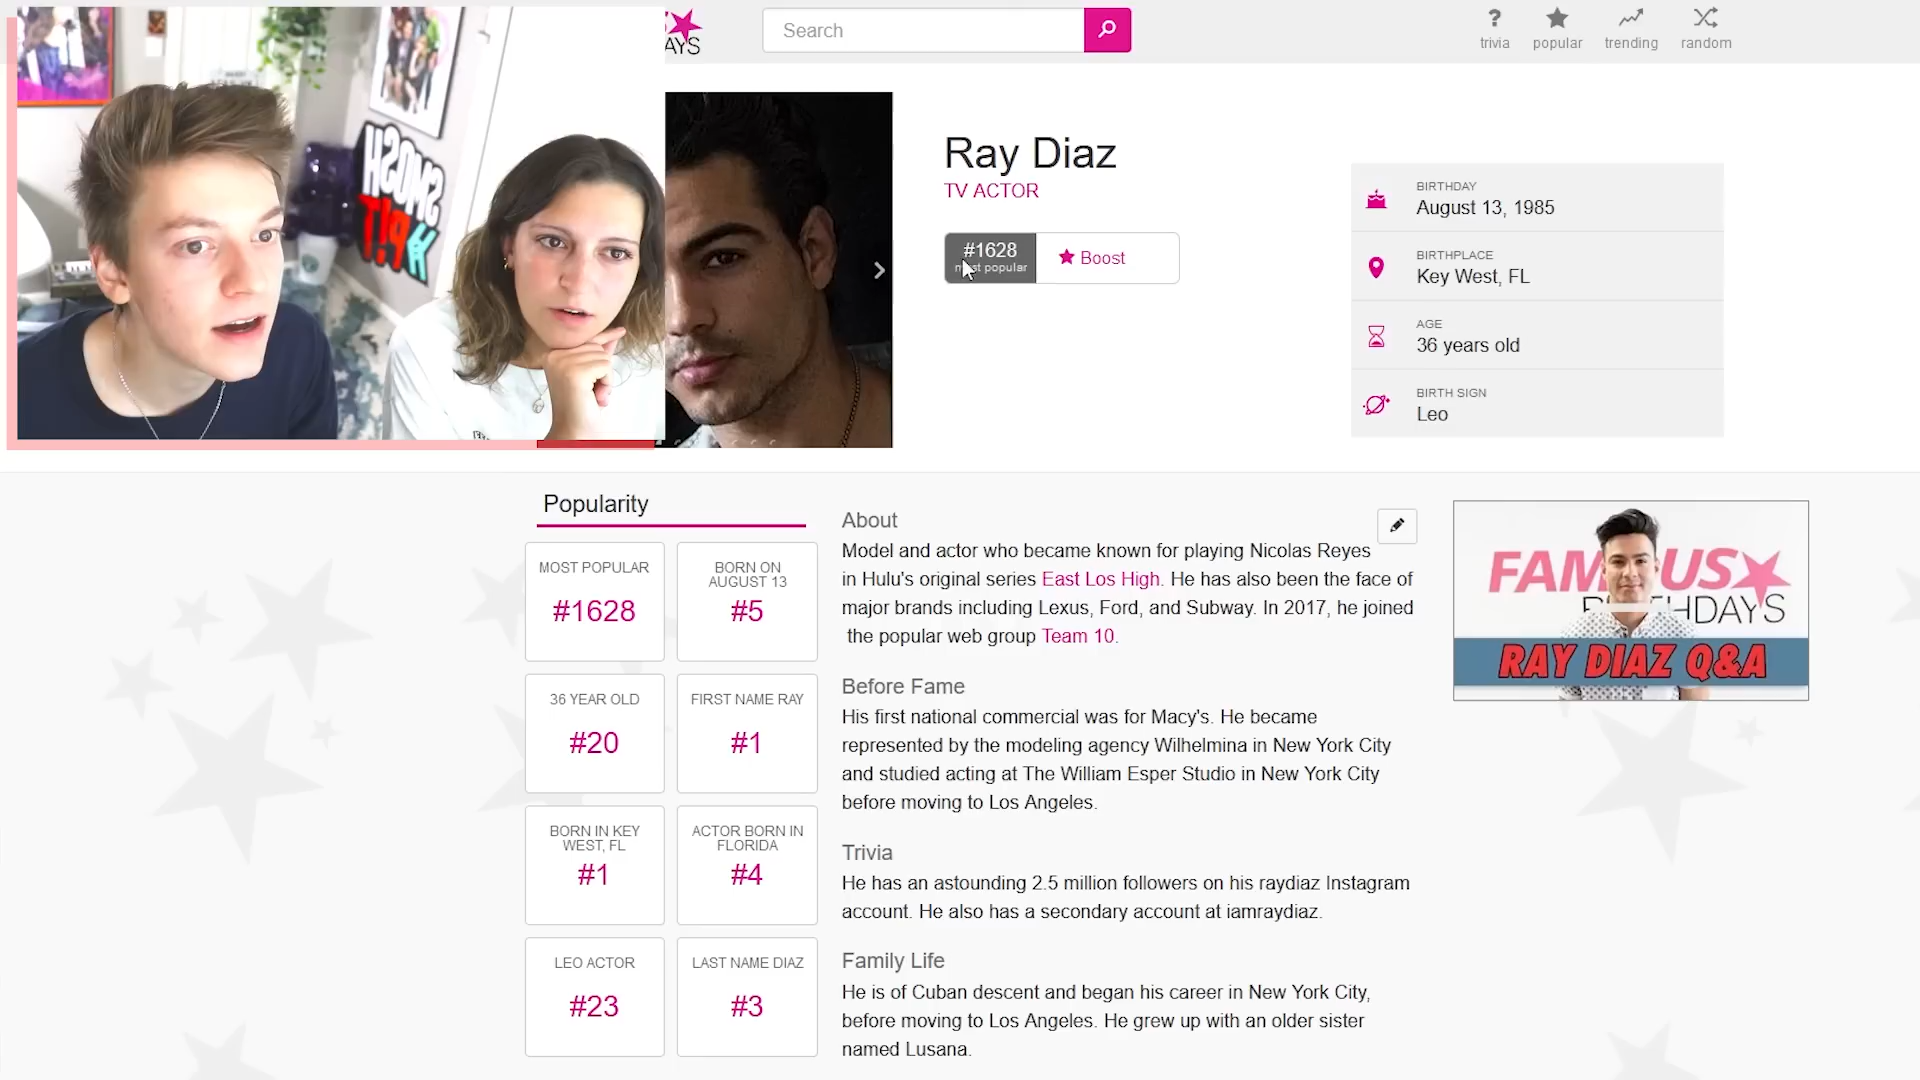 AYS
Search
trivia
popular
trending
random
SMOSH
PIT
Ray Diaz
TV ACTOR
#1628
most popular
Boost
BIRTHDAY
August 13, 1985
BIRTHPLACE
Key West, FL
AGE
36 years old
BIRTH SIGN
Leo
Popularity
MOST POPULAR
#1628
BORN ON
AUGUST 13
#5
36 YEAR OLD
#20
FIRST NAME RAY
#1
BORN IN KEY
WEST, FL
#1
ACTOR BORN IN
FLORIDA
#4
LEO ACTOR
#23
LAST NAME DIAZ
#3
About
Model and actor who became known for playing Nicolas Reyes
in Hulu's original series East Los High. He has also been the face of
major brands including Lexus, Ford, and Subway. In 2017, he joined
the popular web group Team 10.
Before Fame
His first national commercial was for Macy's. He became
represented by the modeling agency Wilhelmina in New York City
and studied acting at The William Esper Studio in New York City
before moving to Los Angeles.
Trivia
He has an astounding 2.5 million followers on his raydiaz Instagram
account. He also has a secondary account at iamraydiaz.
Family Life
He is of Cuban descent and began his career in New York City,
before moving to Los Angeles. He grew up with an older sister
named Lusana.
FAMOUS
BIRTHDAYS
RAY DIAZ Q&A